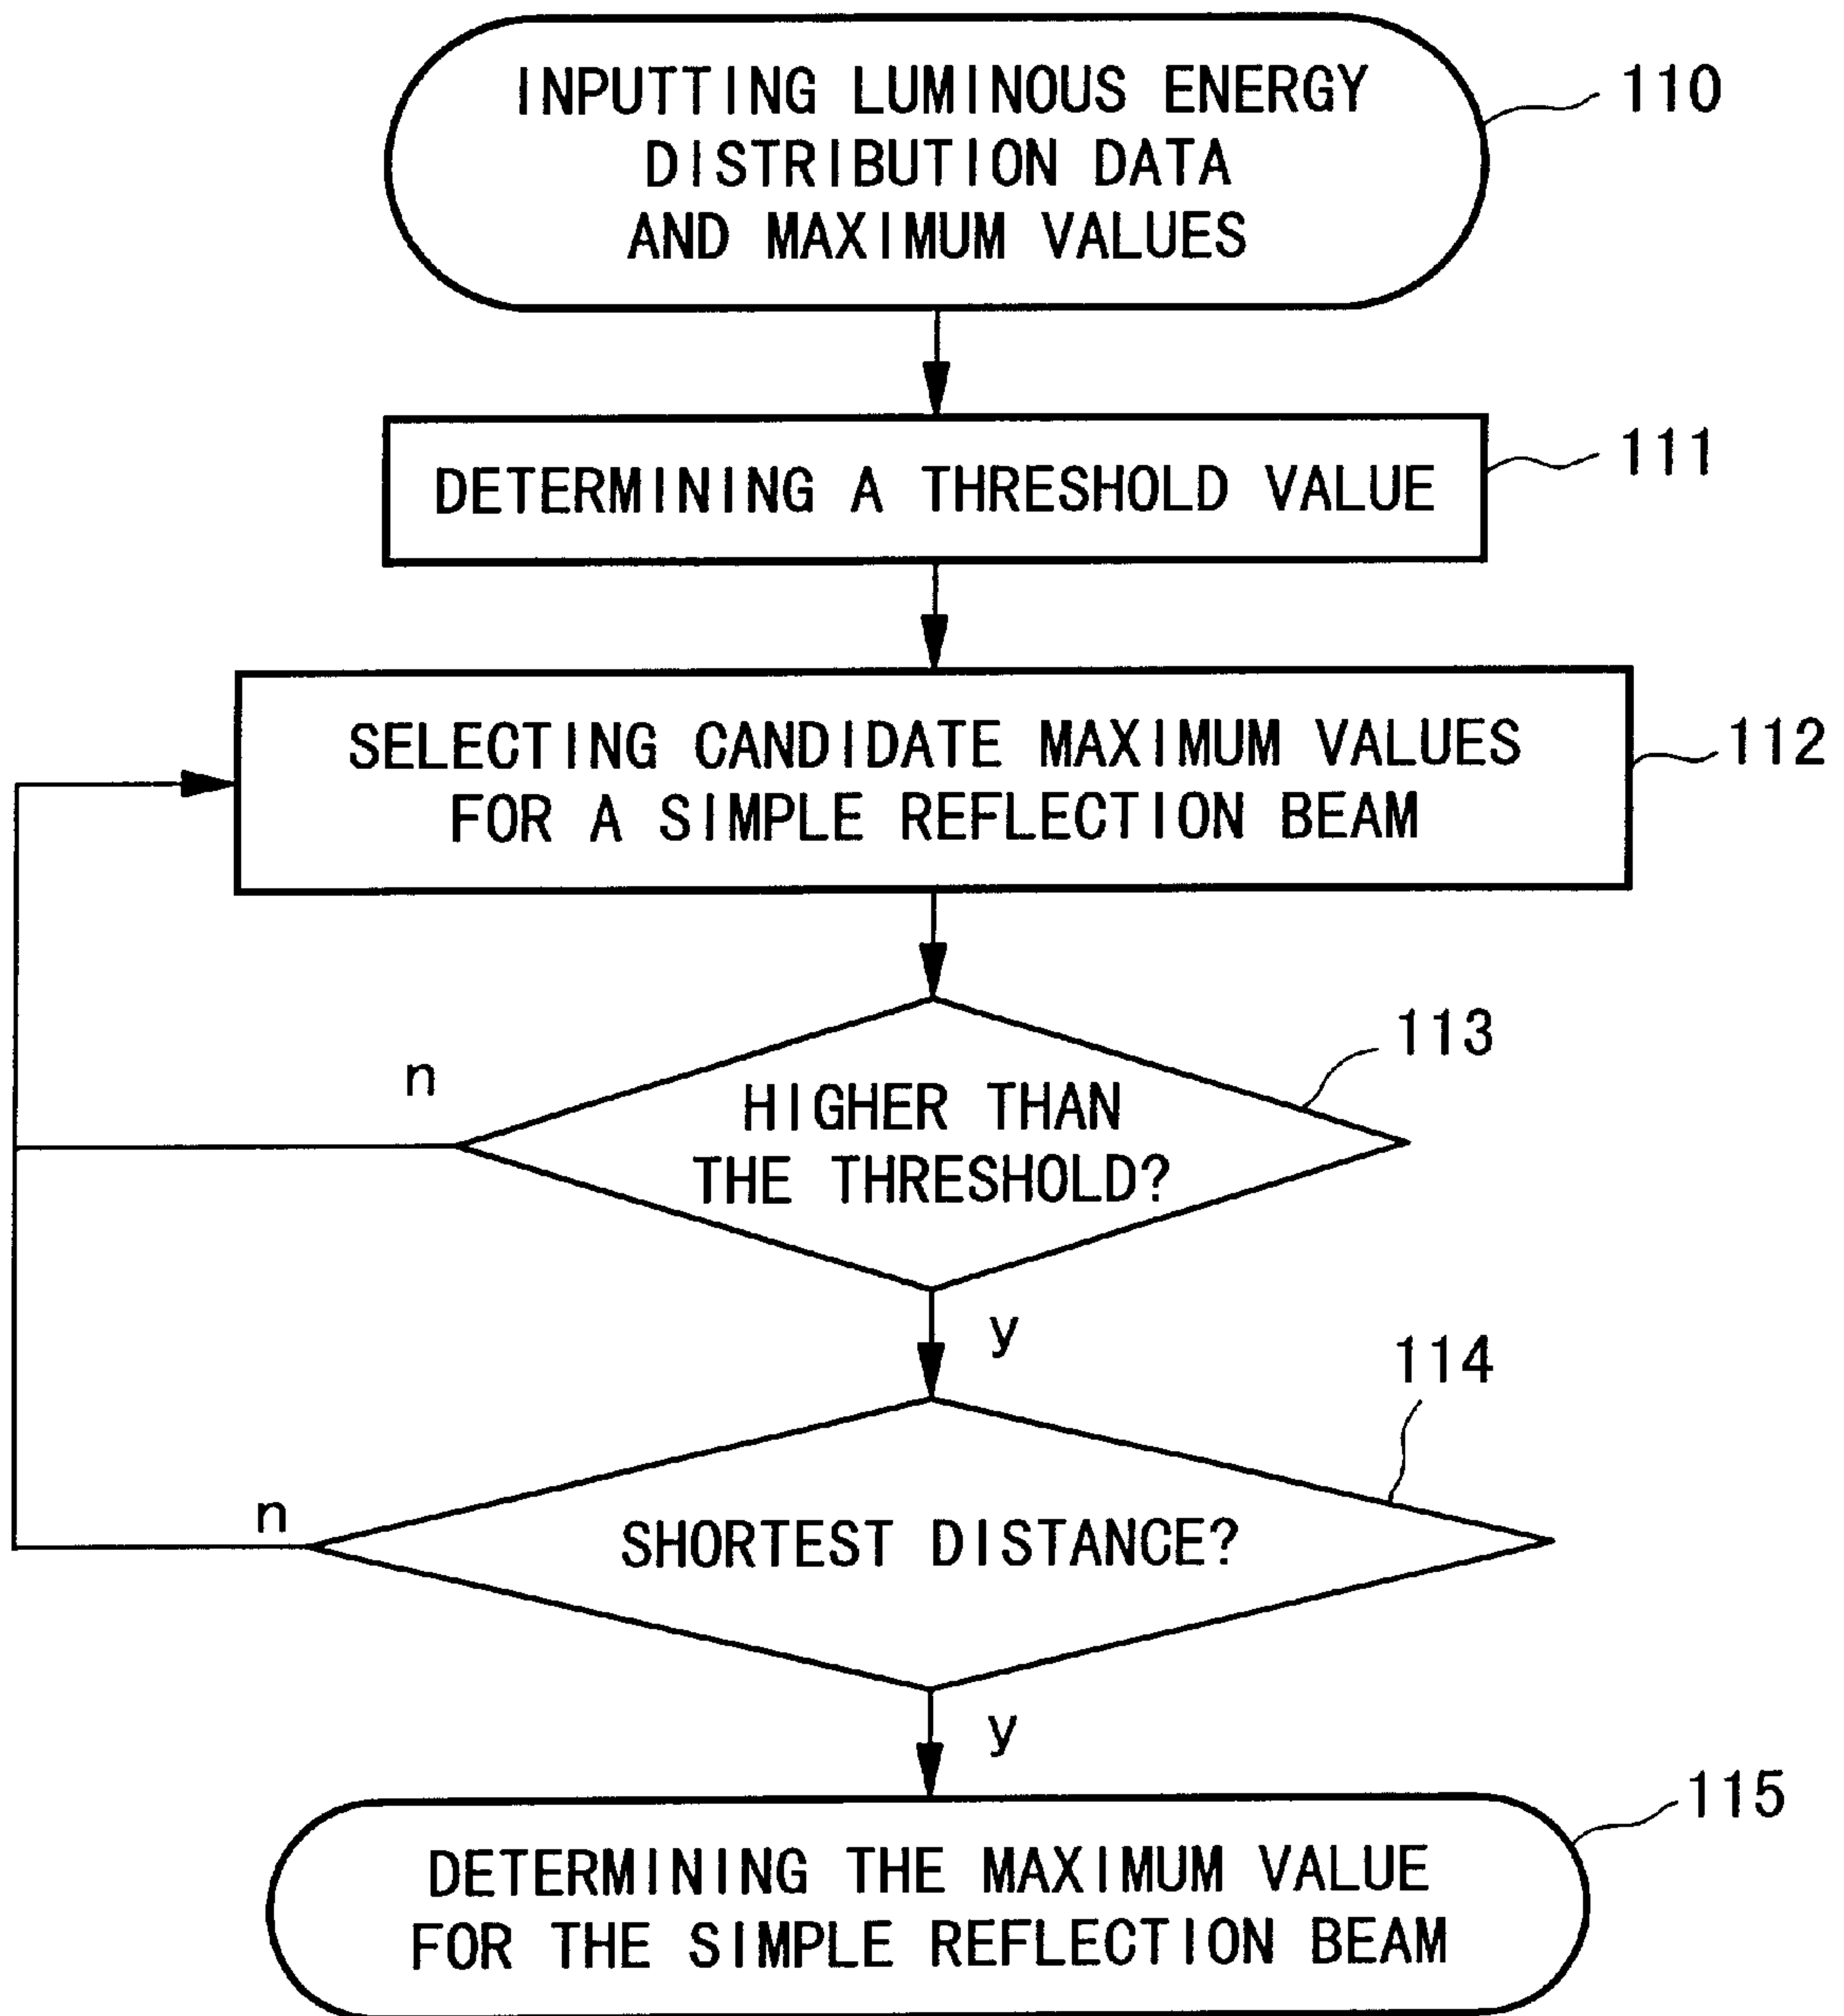 INPUTTING LUMINOUS ENERGY
DISTRIBUTION DATA
AND MAXIMUM VALUES
110
DETERMINING A THRESHOLD VALUE
111
SELECTING CANDIDATE MAXIMUM VALUES
FOR A SIMPLE REFLECTION BEAM
112
113
n
HIGHER THAN
THE THRESHOLD?
y
114
n
SHORTEST DISTANCE?
y
115
DETERMINING THE MAXIMUM VALUE
FOR THE SIMPLE REFLECTION BEAM